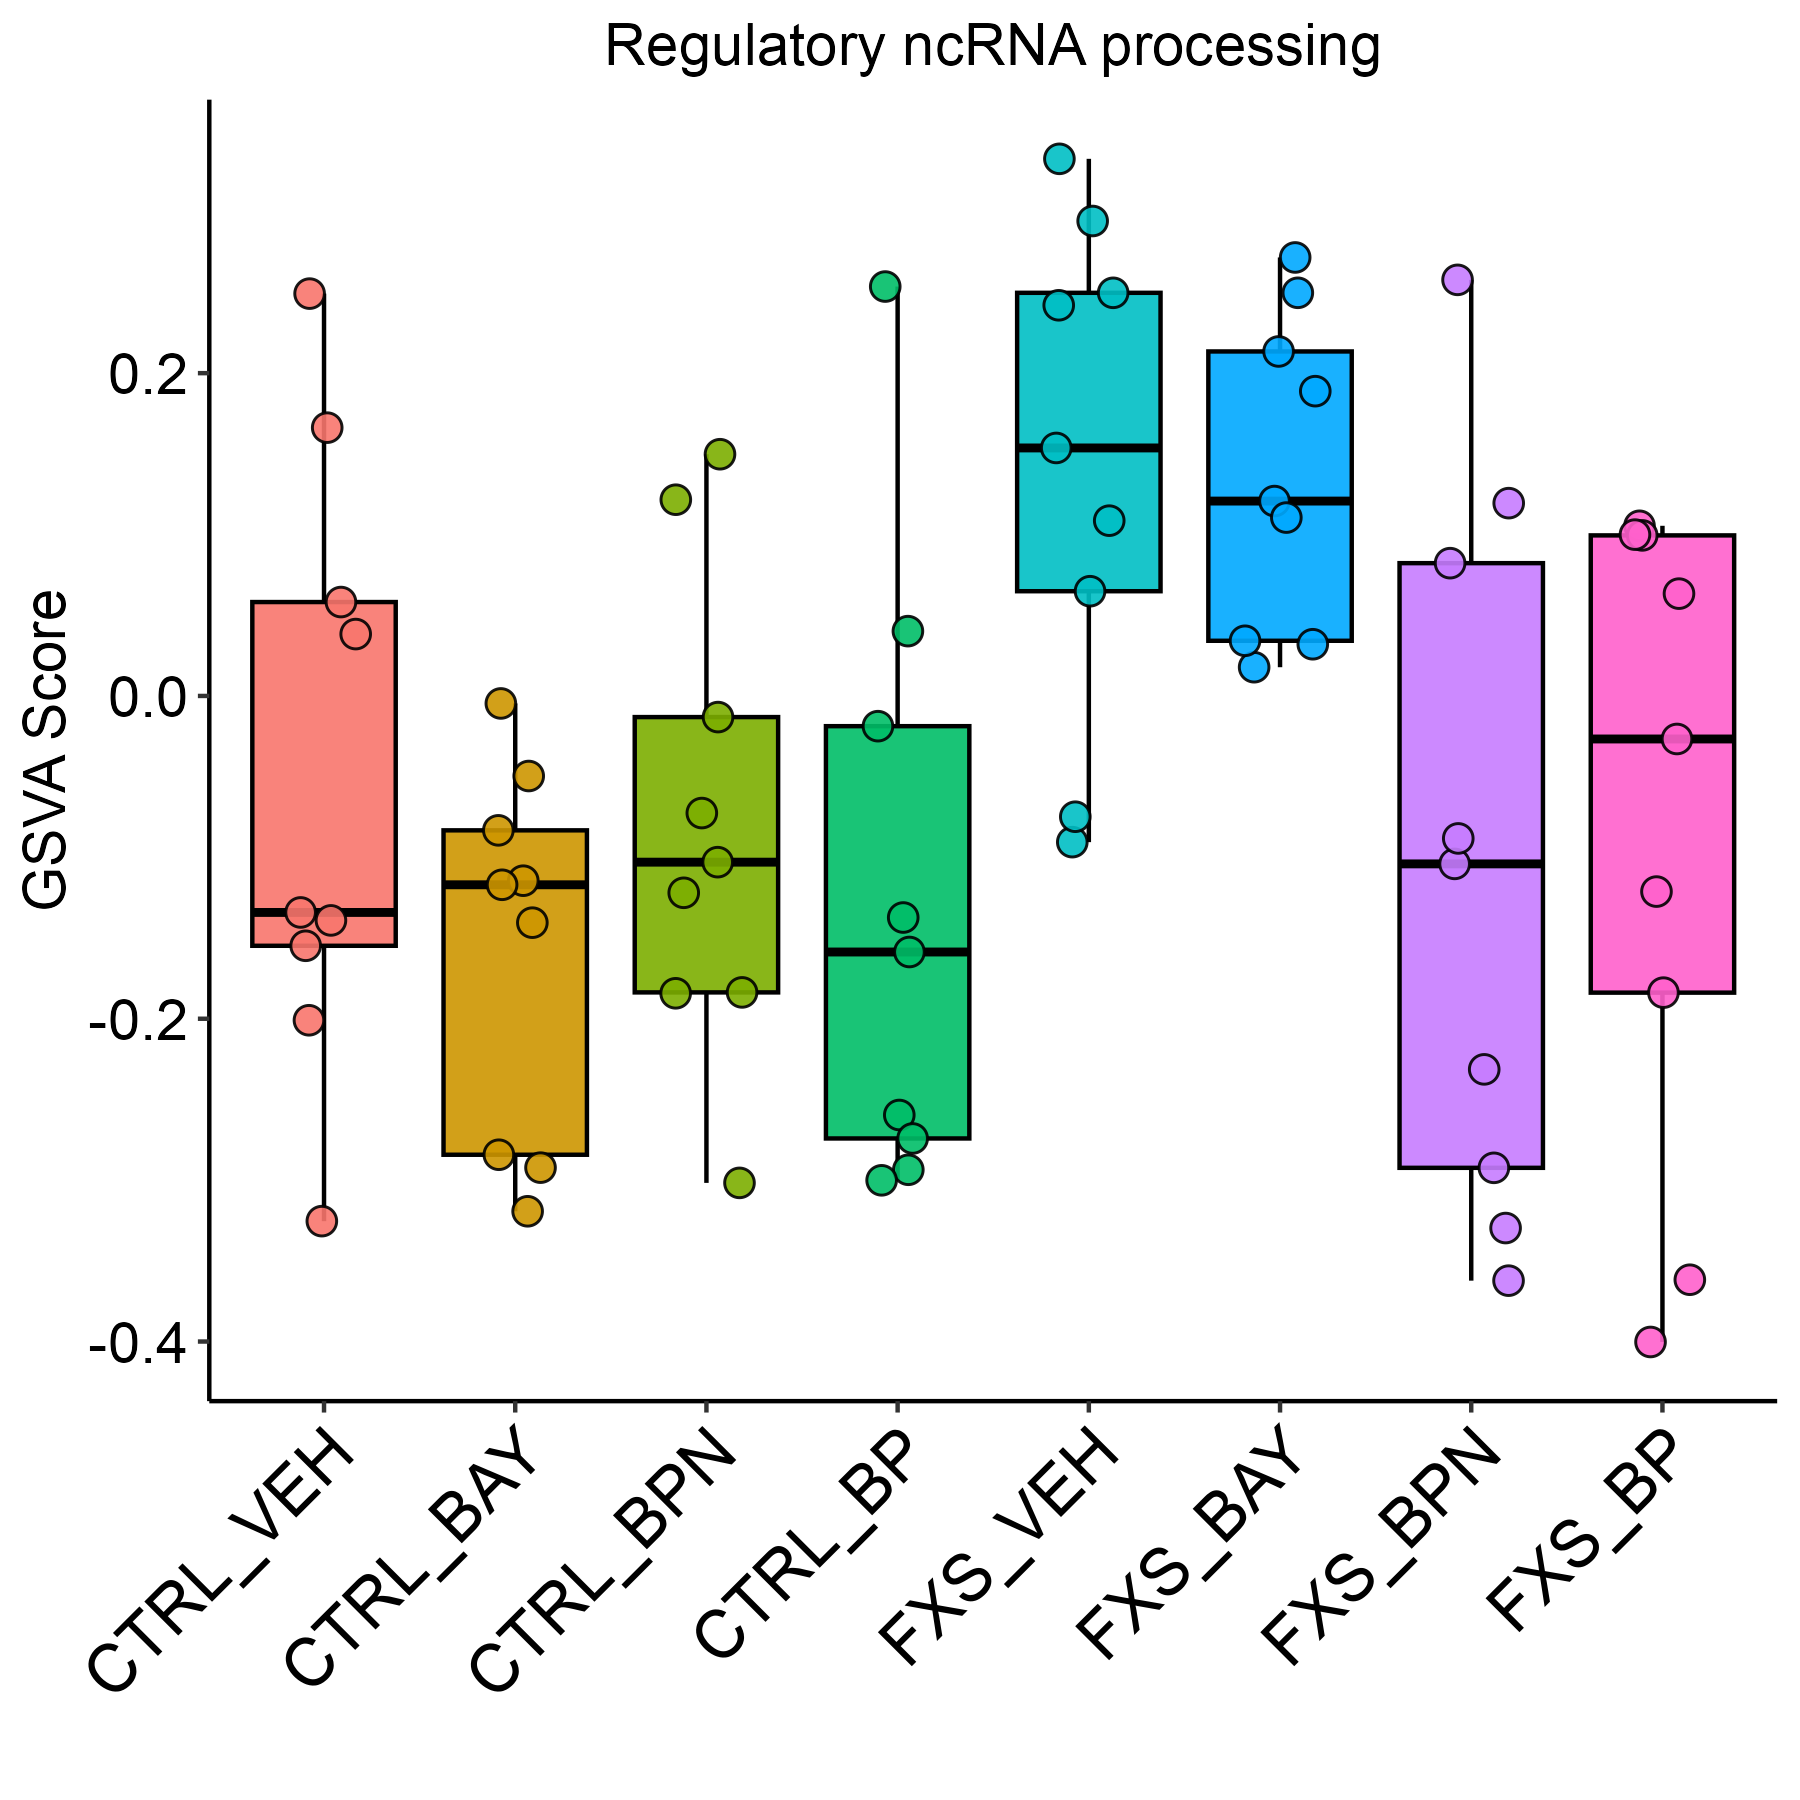 Regulatory ncRNA processing
GSVA Score
0.2
0.0
-0.2
-0.4
CTRL_VEH
CTRL_BAY
CTRL_BPN
CTRL_BP
FXS_VEH
FXS_BAY
FXS_BPN
FXS_BP